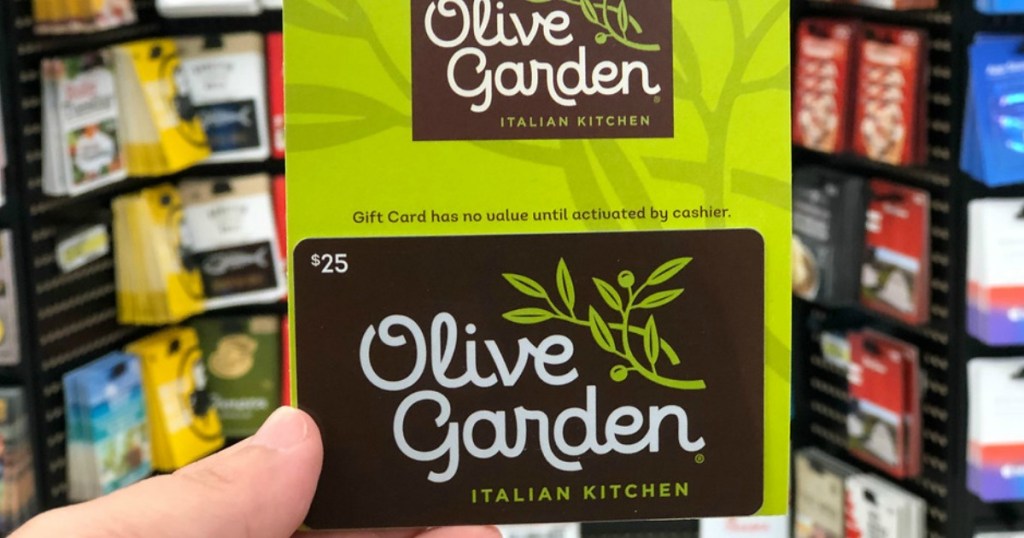 Olive
Garden®
ITALIAN KITCHEN
Gift Card has no value until activated by cashier.
$25
Olive
Garden®
ITALIAN KITCHEN